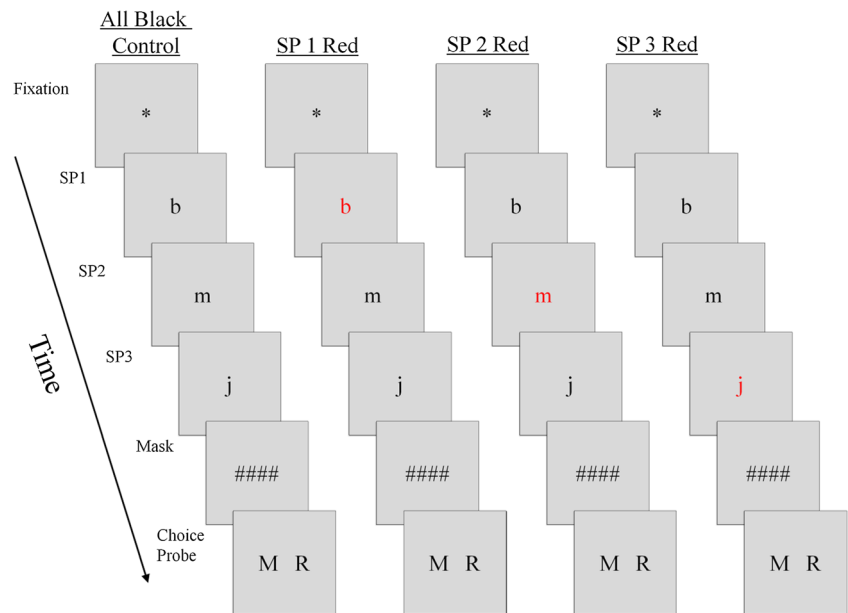 All Black
Control
SP 1 Red
SP 2 Red
SP 3 Red
Fixation
*
*
*
*
SP1
b
b
b
b
SP2
m
m
m
m
SP3
j
j
j
j
Time
Mask
####
####
####
####
Choice
Probe
M R
M R
M R
M R